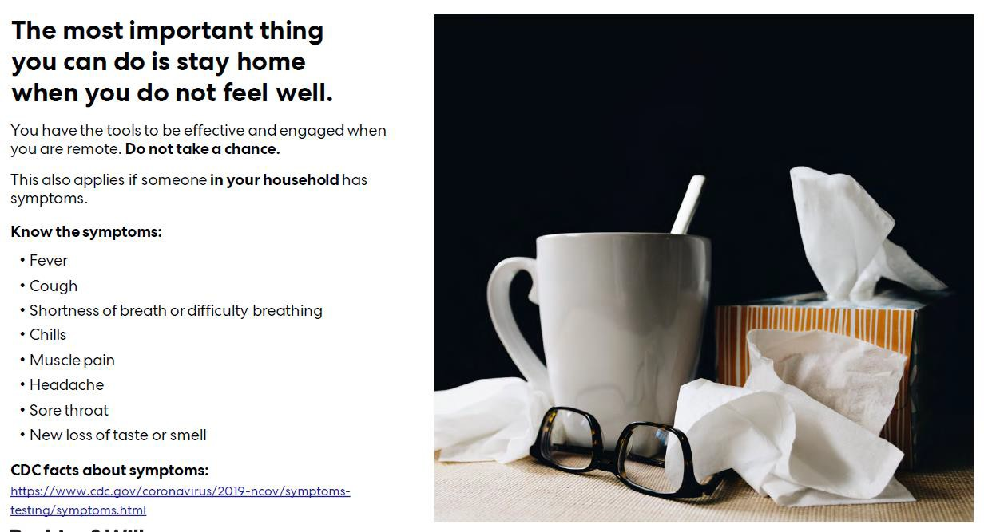 The most important thing
you can do is stay home
when you do not feel well.
You have the tools to be effective and engaged when
you are remote. Do not take a chance.
This also applies if someone in your household has
symptoms.
Know the symptoms:
• Fever
• Cough
• Shortness of breath or difficulty breathing
• Chills
• Muscle pain
• Headache
• Sore throat
• New loss of taste or smell
CDC facts about symptoms:
https://www.cdc.gov/coronavirus/2019-ncov/symptoms-
testing/symptoms.html